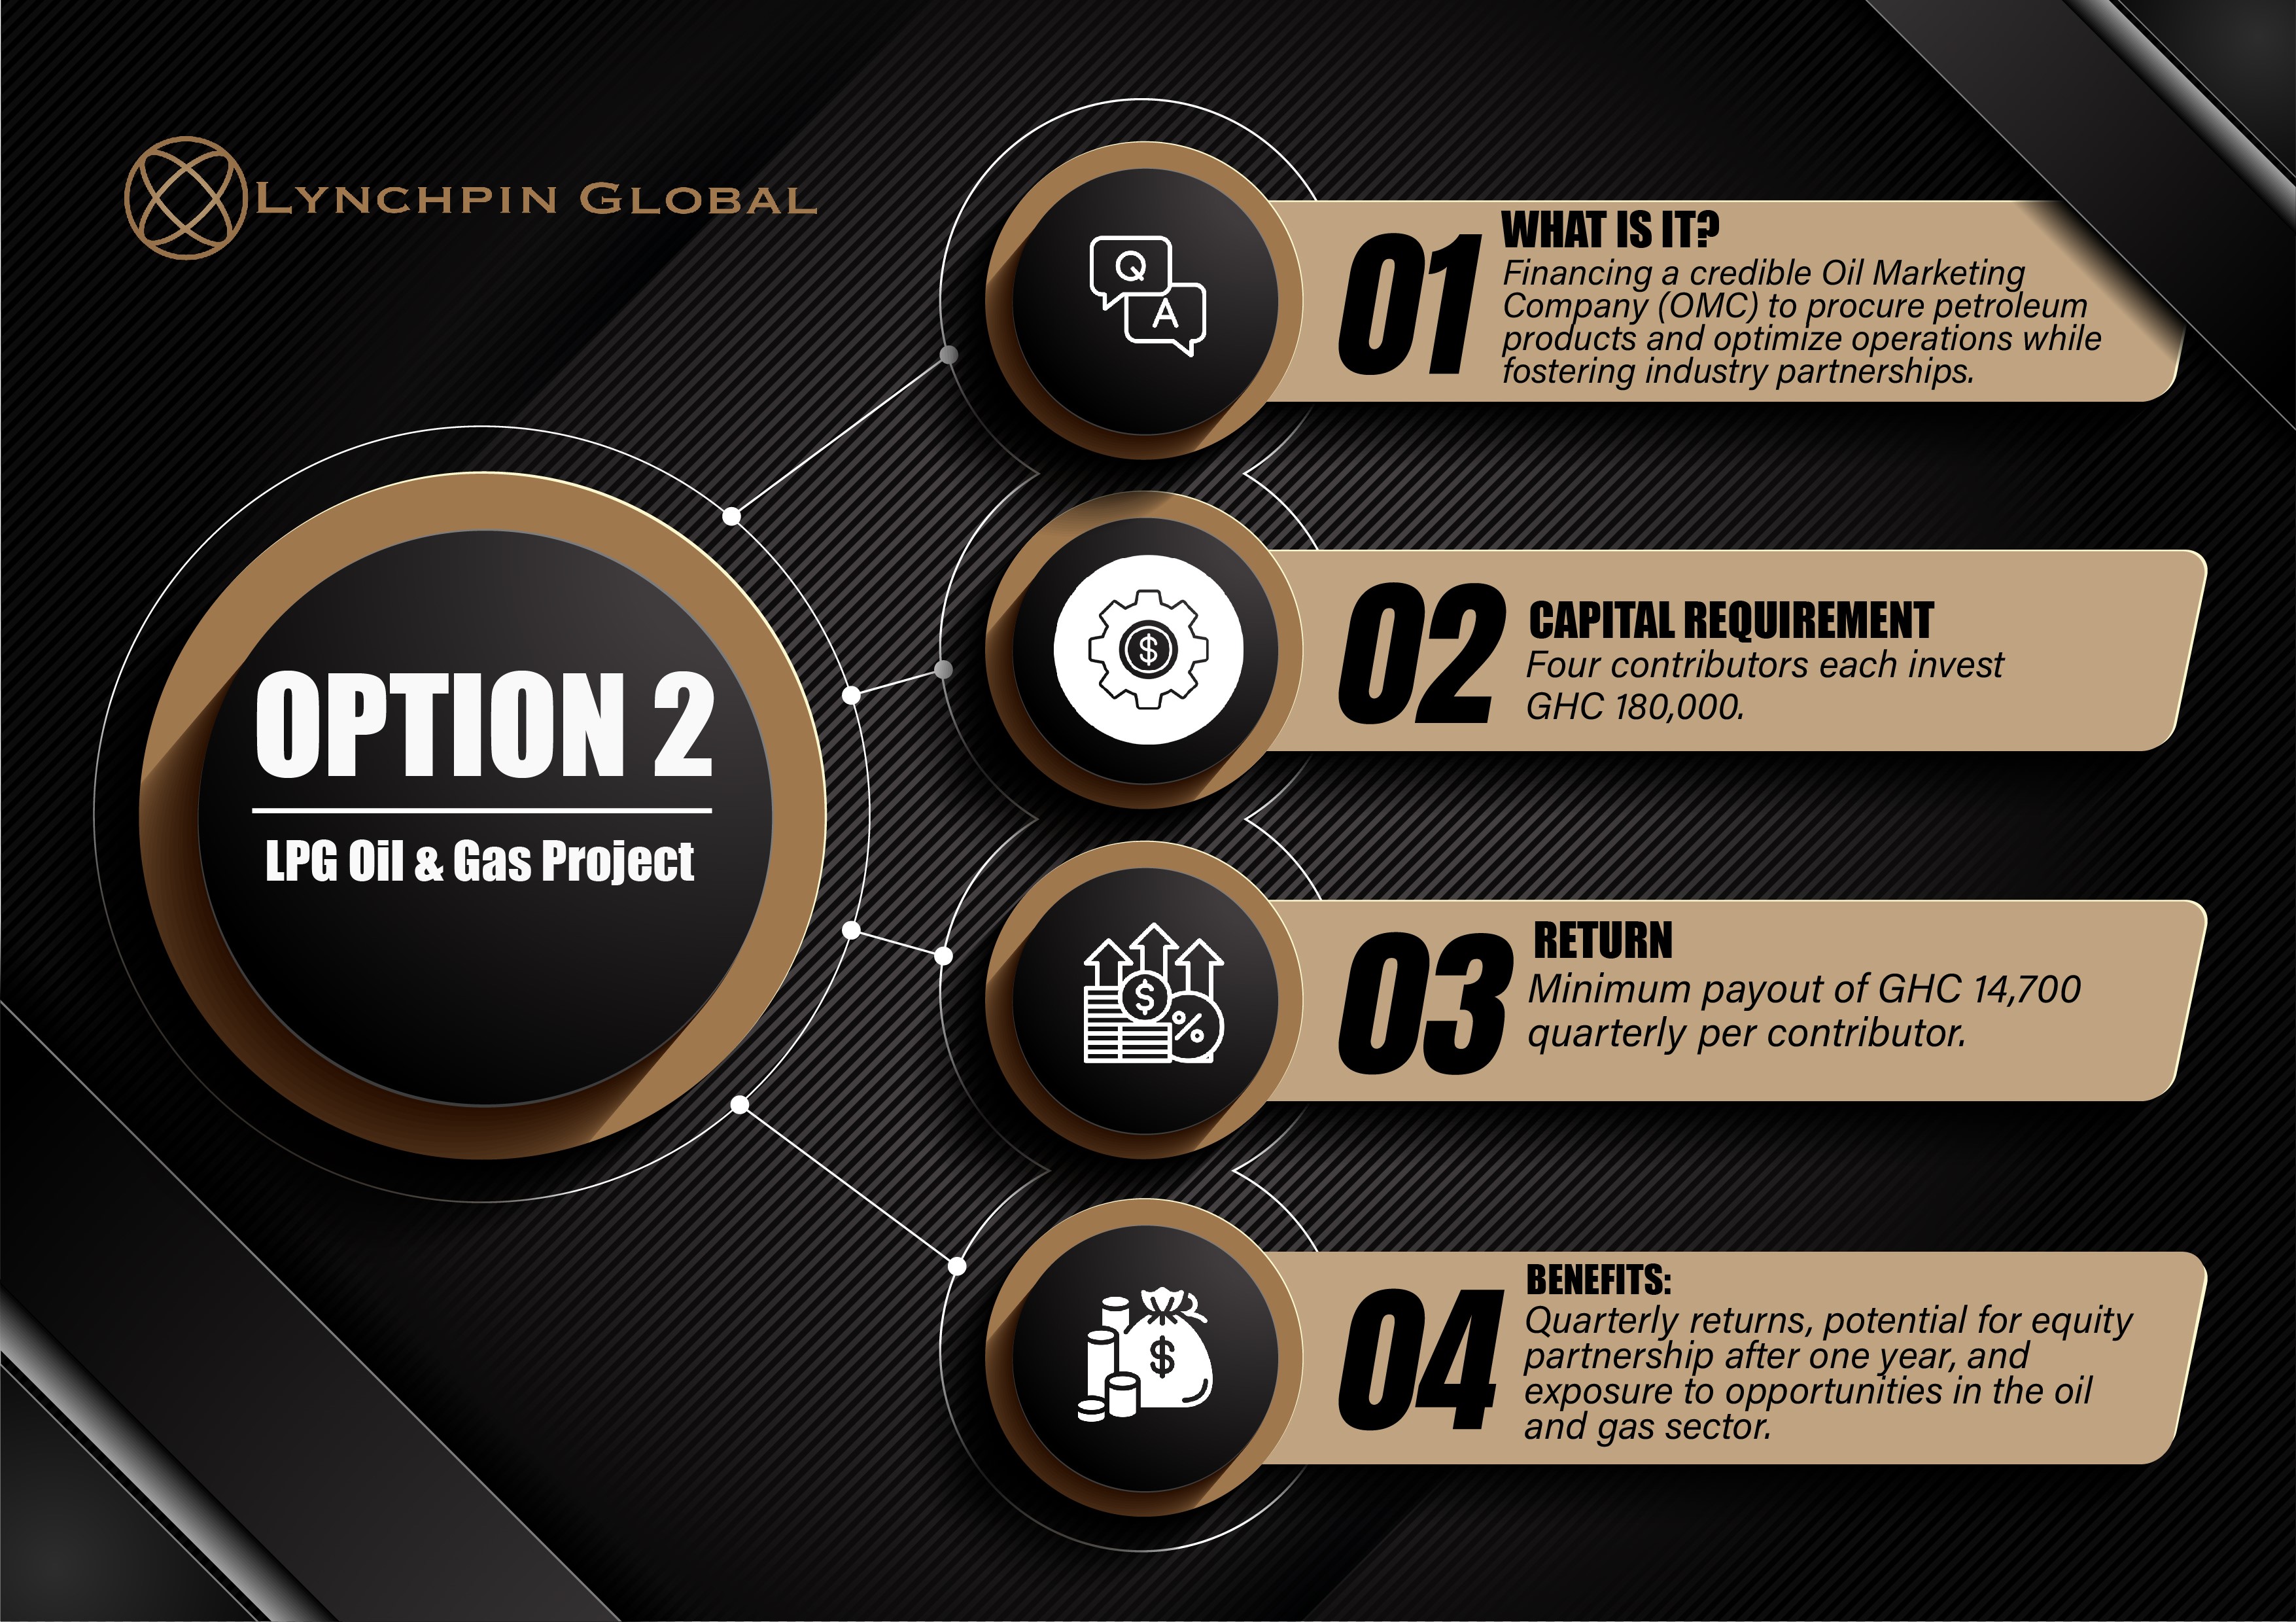 LYNCHPIN GLOBAL
OPTION 2
LPG Oil & Gas Project
Q
A
01
WHAT IS IT?
Financing a credible Oil Marketing
Company (OMC) to procure petroleum
products and optimize operations while
fostering industry partnerships.
$
02
CAPITAL REQUIREMENT
Four contributors each invest
GHC 180,000.
$
%
03
RETURN
Minimum payout of GHC 14,700
quarterly per contributor.
$
04
BENEFITS:
Quarterly returns, potential for equity
partnership after one year, and
exposure to opportunities in the oil
and gas sector.